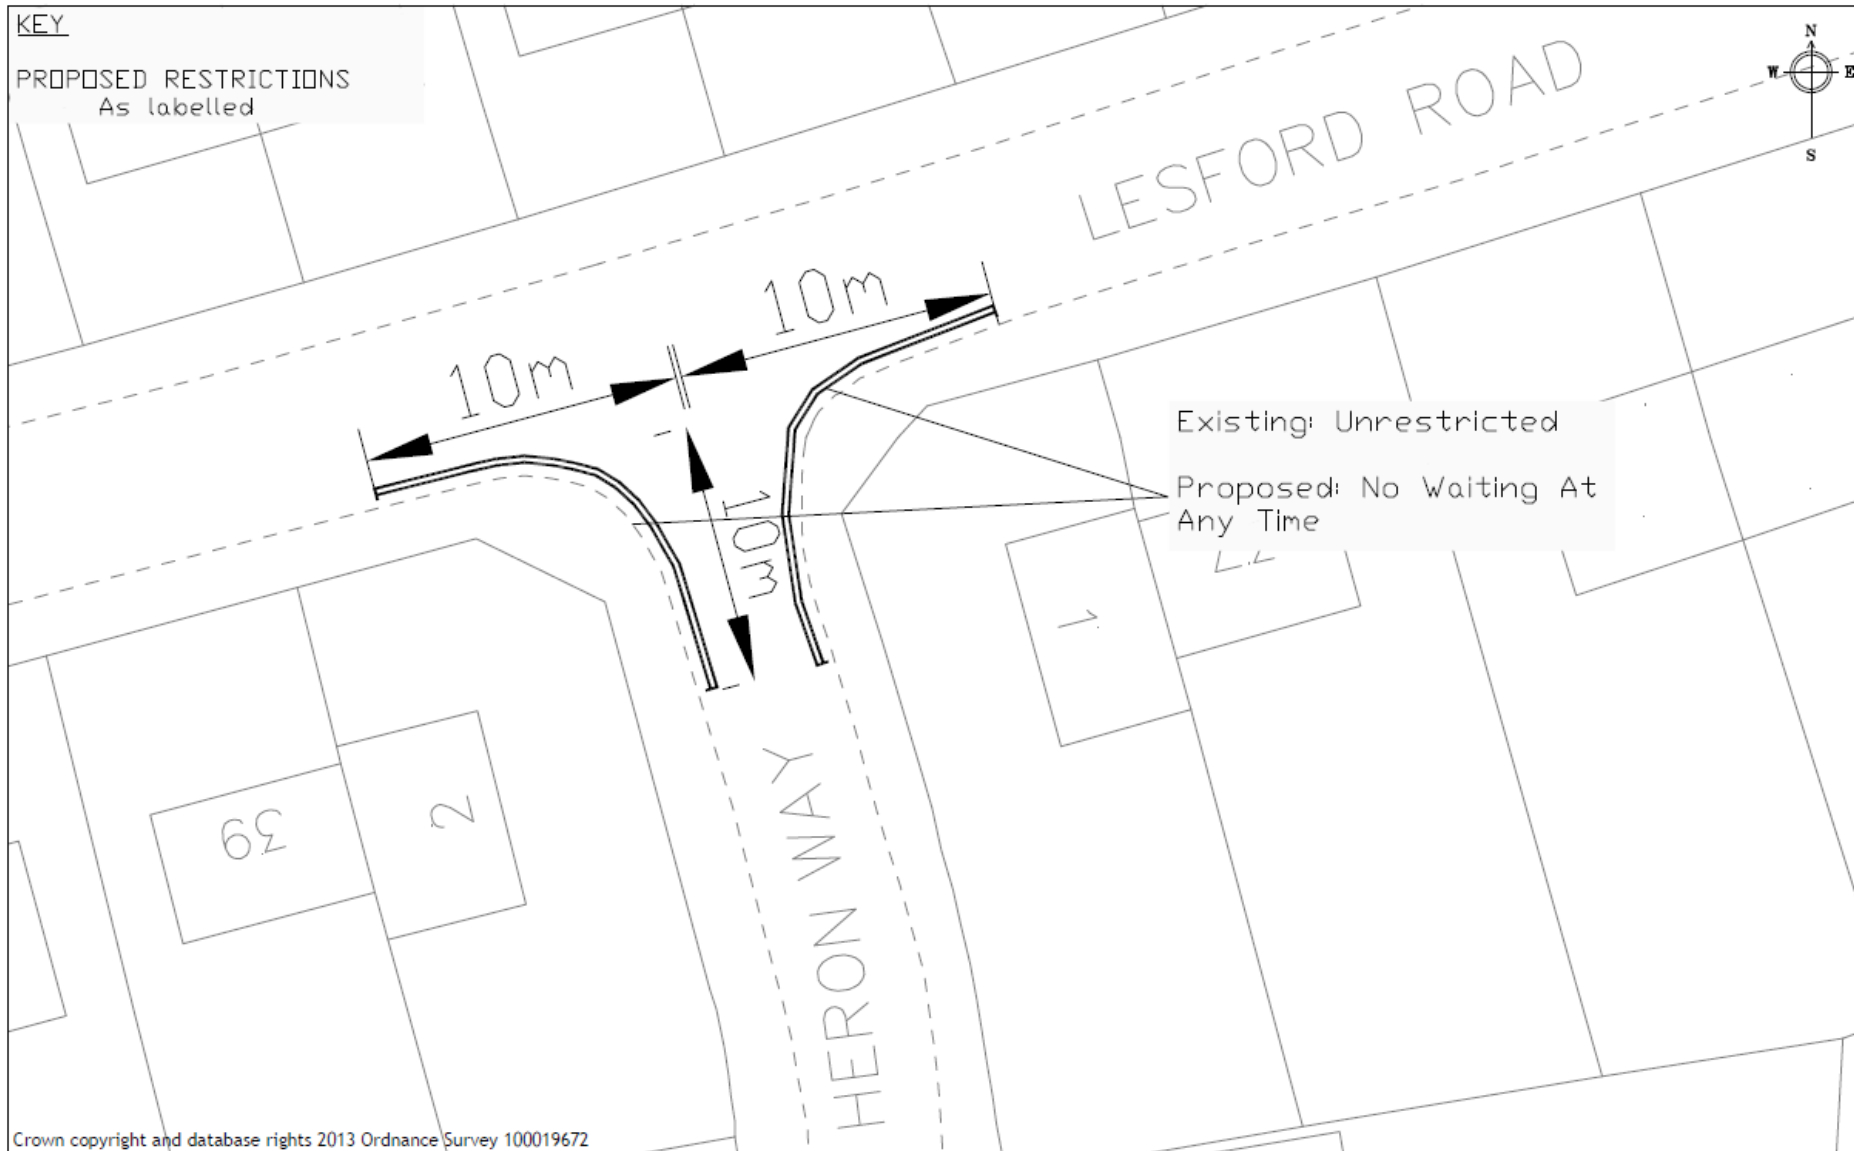 KEY
PROPOSED RESTRICTIONS
As labelled
N
W E
S
LESFORD ROAD
10m
10m
10m
Existing: Unrestricted
Proposed: No Waiting At
Any Time
77
1
39
2
HERON WAY
Crown copyright and database rights 2013 Ordnance Survey 100019672